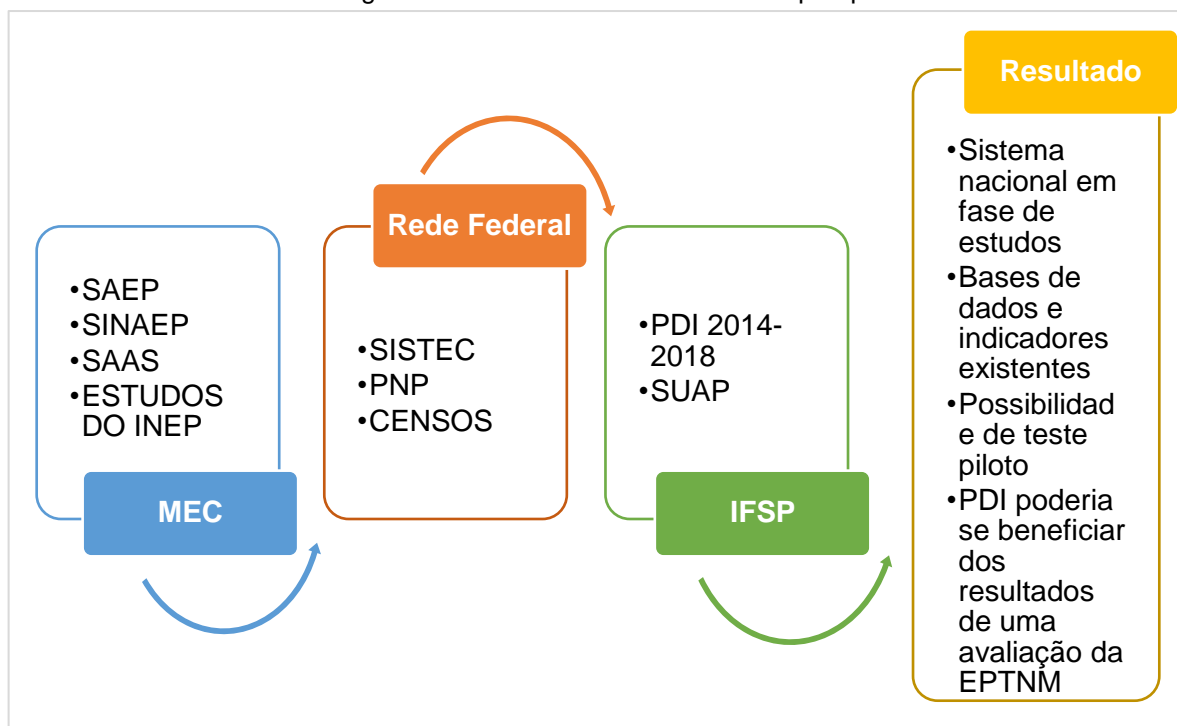 MEC
•SAEP
•SINAEP
•SAAS
•ESTUDOS
DO INEP
Rede Federal
•SISTEC
•PNP
•CENSOS
IFSP
•PDI 2014-
2018
•SUAP
Resultado
•Sistema
nacional em
fase de
estudos
•Bases de
dados e
indicadores
existentes
•Possibilidad
e de teste
piloto
•PDI poderia
se beneficiar
dos
resultados
de uma
avaliação da
EPTNM